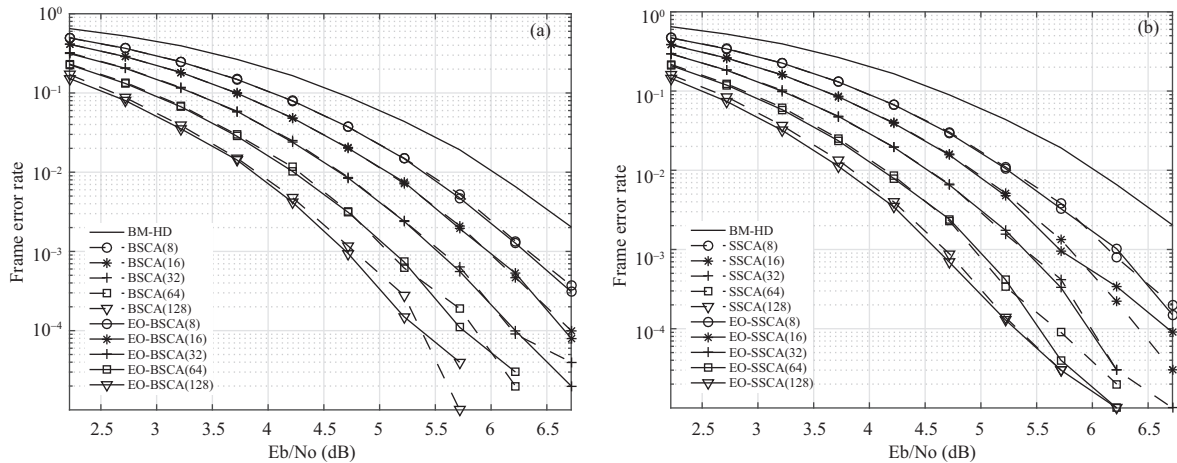 10^0
10^-1
10^-2
10^-3
10^-4
Frame error rate
(a)
BM-HD
BSCA(8)
BSCA(16)
BSCA(32)
BSCA(64)
BSCA(128)
EO-BSCA(8)
EO-BSCA(16)
EO-BSCA(32)
EO-BSCA(64)
EO-BSCA(128)
2.5 3 3.5 4 4.5 5 5.5 6 6.5
Eb/No (dB)
10^0
10^-1
10^-2
10^-3
10^-4
Frame error rate
(b)
BM-HD
SSCA(8)
SSCA(16)
SSCA(32)
SSCA(64)
SSCA(128)
EO-SSCA(8)
EO-SSCA(16)
EO-SSCA(32)
EO-SSCA(64)
EO-SSCA(128)
2.5 3 3.5 4 4.5 5 5.5 6 6.5
Eb/No (dB)